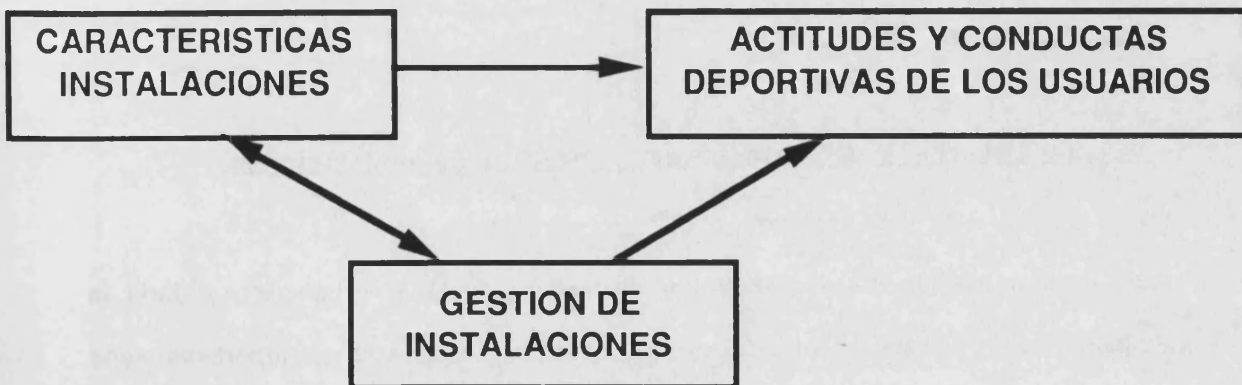 CARACTERISTICAS
INSTALACIONES
ACTITUDES Y CONDUCTAS
DEPORTIVAS DE LOS USUARIOS
GESTION DE
INSTALACIONES